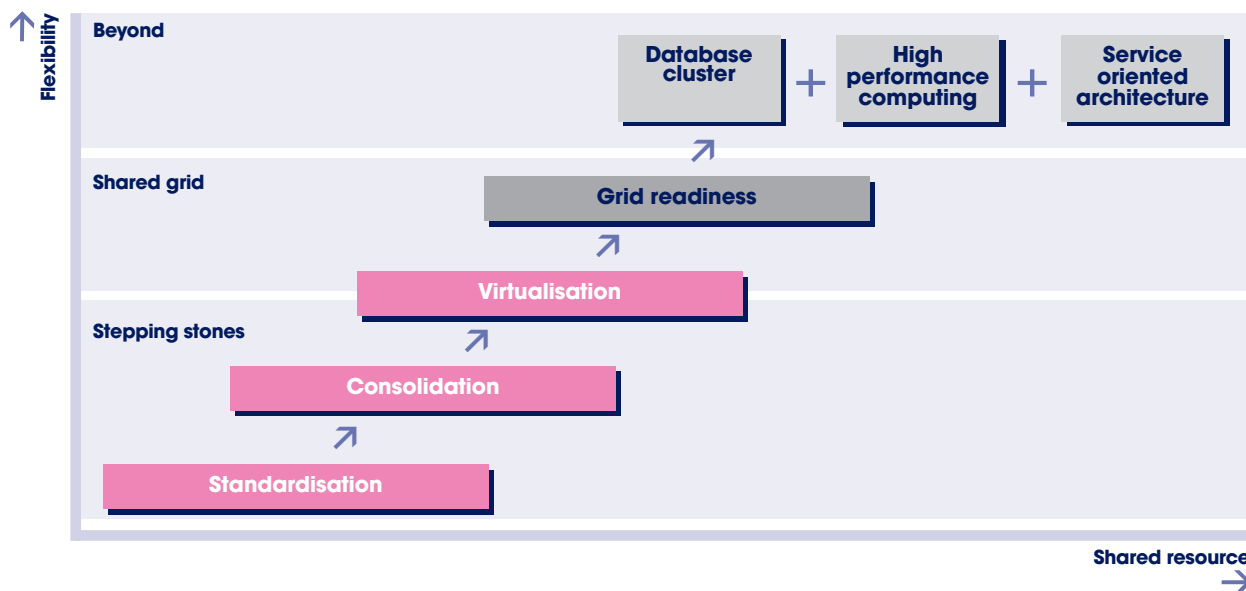 Flexibility
Beyond
Database
cluster
+
High
performance
computing
+
Service
oriented
architecture
Shared grid
Grid readiness
Virtualisation
Stepping stones
Consolidation
Standardisation
Shared resource